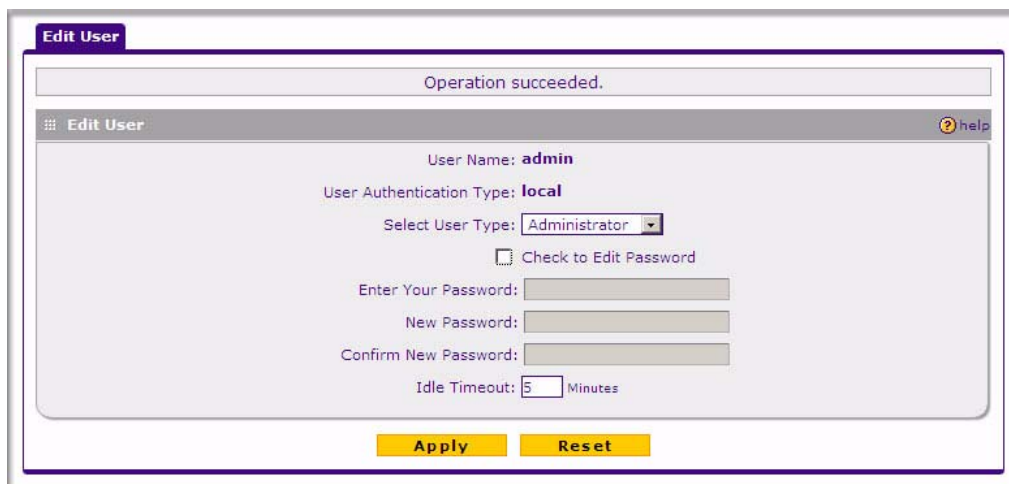 Edit User
Operation succeeded.
Edit User
help
User Name: admin
User Authentication Type: local
Select User Type: Administrator
Check to Edit Password
Enter Your Password:
New Password:
Confirm New Password:
Idle Timeout: 5 Minutes
Apply Reset